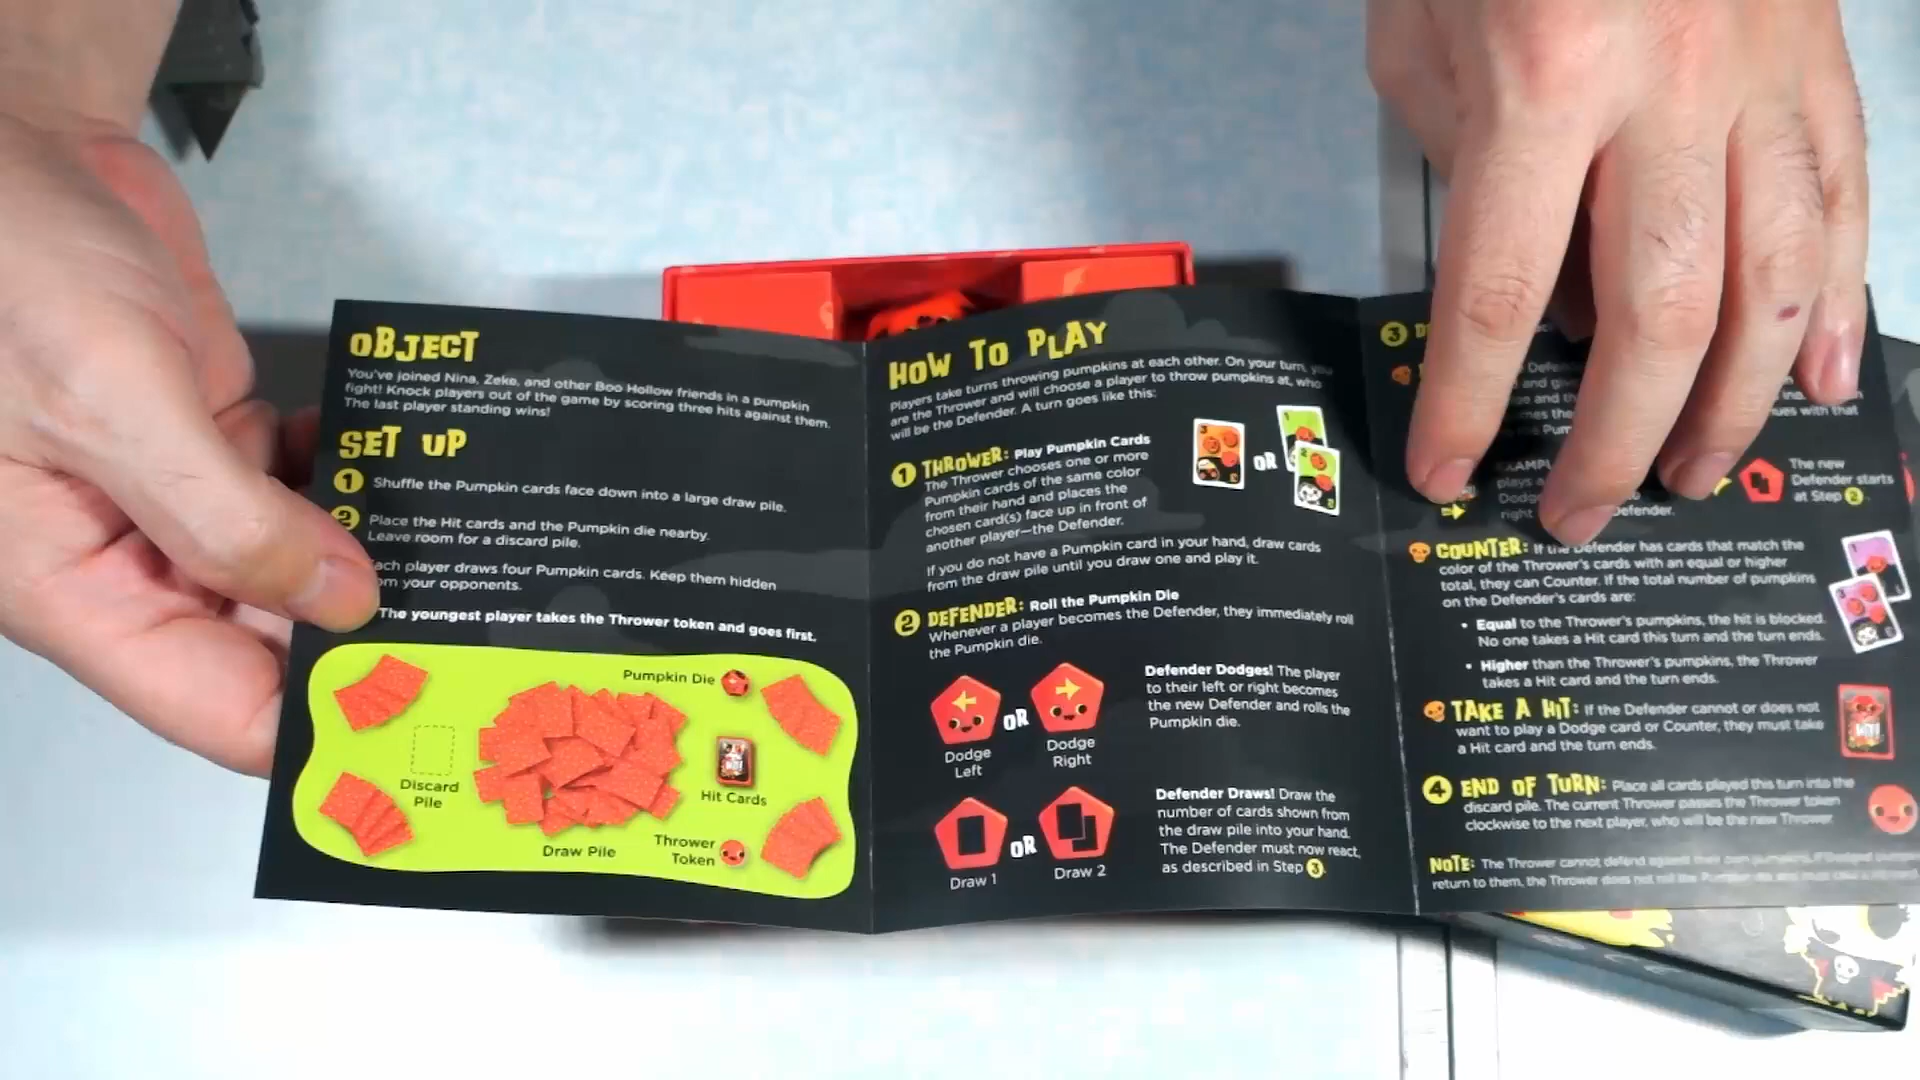 OBJECT
You've joined Nina, Zeke, and other Boo Hollow friends in a pumpkin
fight! Knock players out of the game by scoring three hits against them.
The last player standing wins!
SET UP
1 Shuffle the Pumpkin cards face down into a large draw pile.
2 Place the Hit cards and the Pumpkin die nearby.
Leave room for a discard pile.
ach player draws four Pumpkin cards. Keep them hidden
om your opponents.
The youngest player takes the Thrower token and goes first.
Pumpkin Die
Discard
Pile
Hit Cards
Draw Pile
Thrower
Token
HOW TO PLAY
Players take turns throwing pumpkins at each other. On your turn, you
are the Thrower and will choose a player to throw pumpkins at, who
will be the Defender. A turn goes like this:
1 THROWER: Play Pumpkin Cards
The Thrower chooses one or more
Pumpkin cards of the same color
from their hand and places the
chosen card(s) face up in front of
another player—the Defender.
OR
If you do not have a Pumpkin card in your hand, draw cards
from the draw pile until you draw one and play it.
2 DEFENDER: Roll the Pumpkin Die
Whenever a player becomes the Defender, they immediately roll
the Pumpkin die.
OR
Dodge
Left
Dodge
Right
Defender Dodges! The player
to their left or right becomes
the new Defender and rolls the
Pumpkin die.
OR
Draw 1
Draw 2
Defender Draws! Draw the
number of cards shown from
the draw pile into your hand.
The Defender must now react,
as described in Step 3.
3
plays a
Dodg
right
Defender.
The new
Defender starts
at Step 2.
COUNTER: If the Defender has cards that match the
color of the Thrower's cards with an equal or higher
total, they can Counter. If the total number of pumpkins
on the Defender's cards are:
• Equal to the Thrower's pumpkins, the hit is blocked.
No one takes a Hit card this turn and the turn ends.
• Higher than the Thrower's pumpkins, the Thrower
takes a Hit card and the turn ends.
TAKE A HIT: If the Defender cannot or does not
want to play a Dodge card or Counter, they must take
a Hit card and the turn ends.
4 END OF TURN: Place all cards played this turn into the
discard pile. The current Thrower passes the Thrower token
clockwise to the next player, who will be the new Thrower.
NOTE: The Thrower cannot defend against their own pumpkins. If
return to them, the Thrower does not roll the Pumpkin die and must